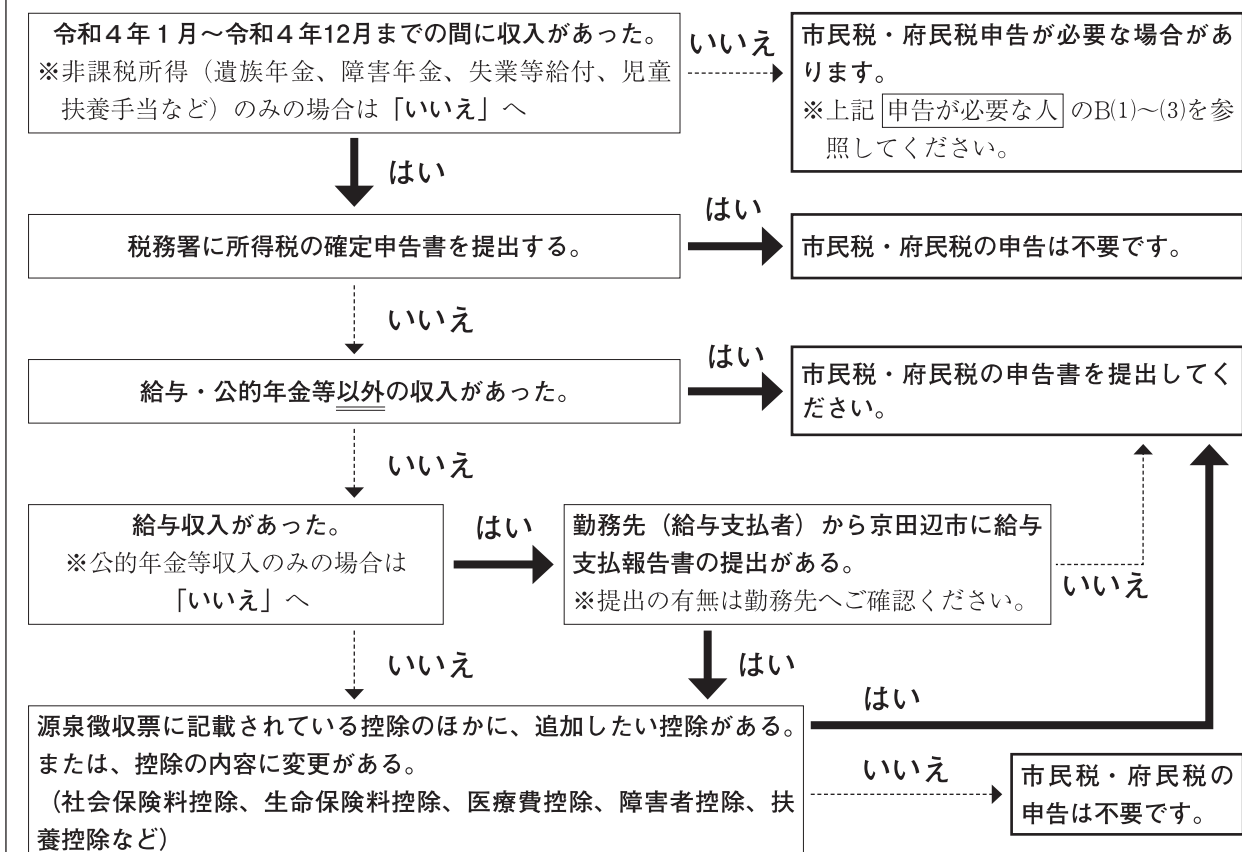 令和４年１月～令和４年12月までの間に収入があった。
※非課税所得（遺族年金、障害年金、失業等給付、児童
扶養手当など）のみの場合は「いいえ」へ
いいえ
市民税・府民税申告が必要な場合があ
ります。
※上記 申告が必要な人 のB⑴～⑶を参
照してください。
はい
税務署に所得税の確定申告書を提出する。
はい
市民税・府民税の申告は不要です。
いいえ
給与・公的年金等以外の収入があった。
はい
市民税・府民税の申告書を提出してく
ださい。
いいえ
給与収入があった。
※公的年金等収入のみの場合は
「いいえ」へ
はい
勤務先（給与支払者）から京田辺市に給与
支払報告書の提出がある。
※提出の有無は勤務先へご確認ください。
いいえ
いいえ
はい
源泉徴収票に記載されている控除のほかに、追加したい控除がある。
または、控除の内容に変更がある。
（社会保険料控除、生命保険料控除、医療費控除、障害者控除、扶
養控除など）
はい
いいえ
市民税・府民税の
申告は不要です。